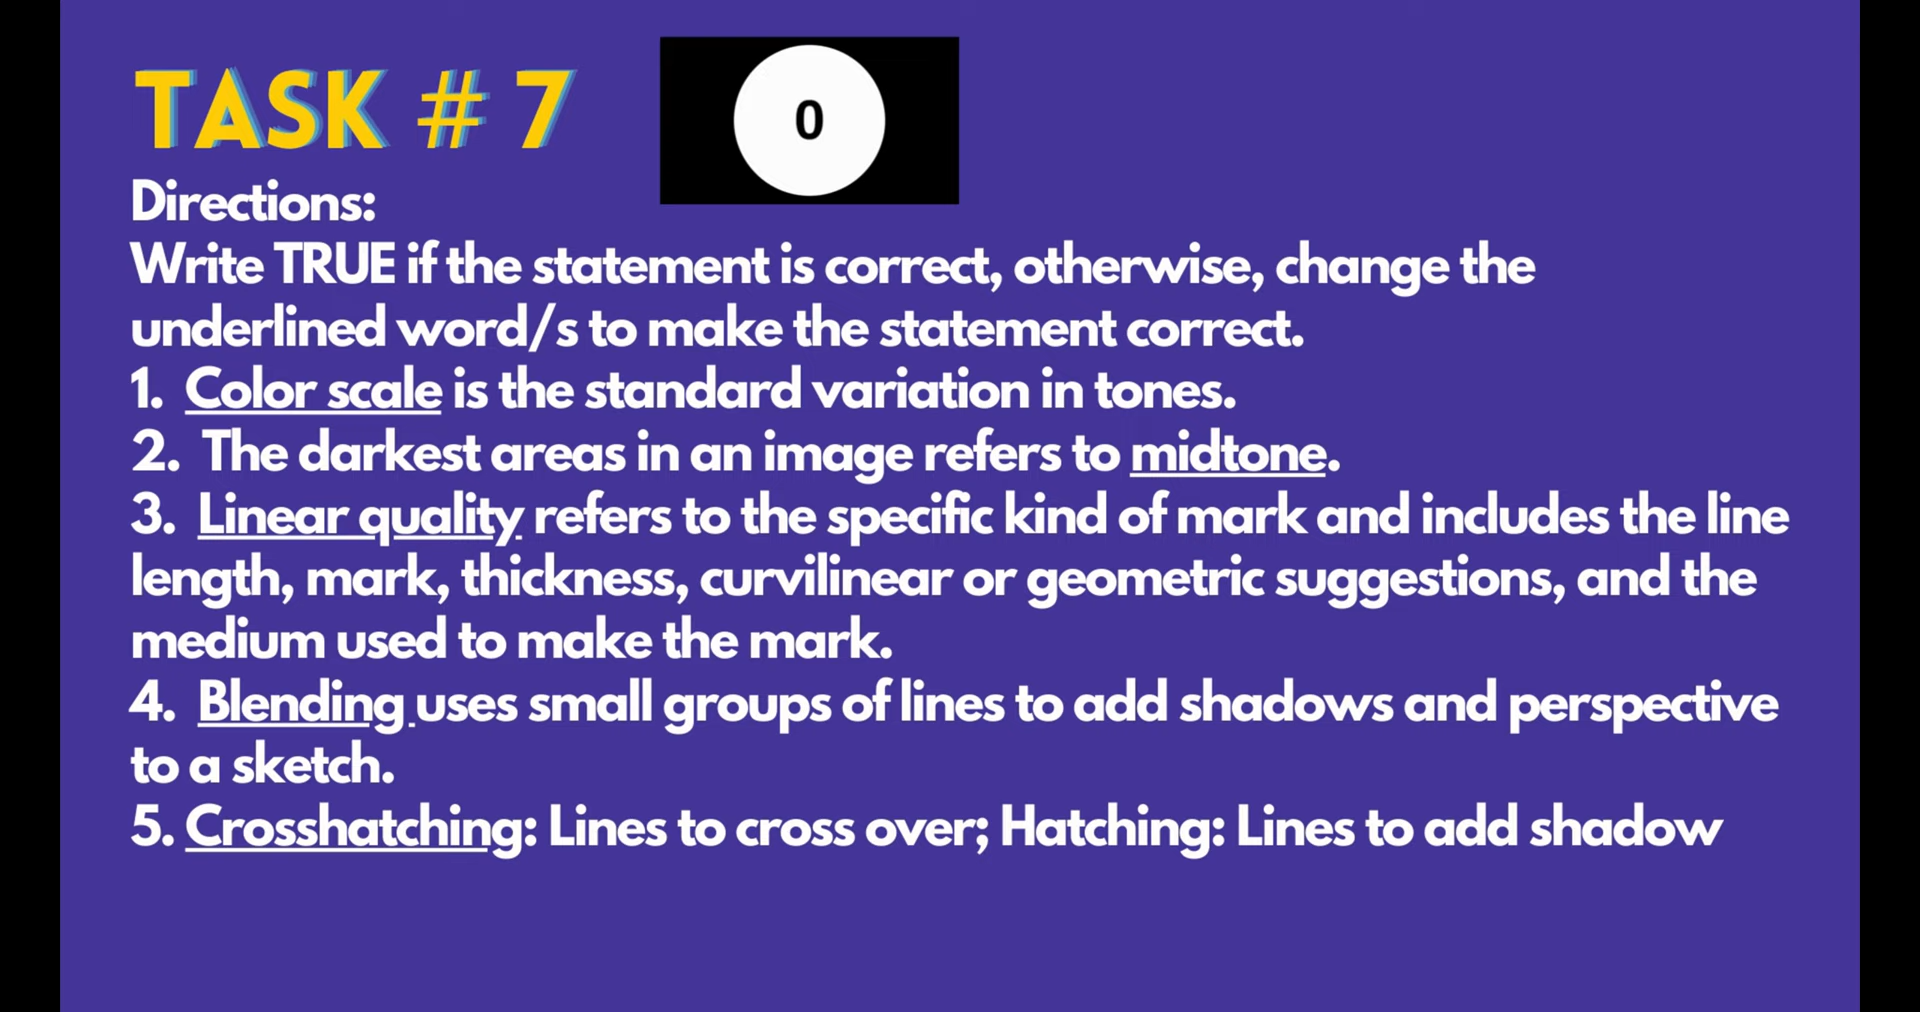 TASK # 7
0
Directions:
Write TRUE if the statement is correct, otherwise, change the
underlined word/s to make the statement correct.
1. Color scale is the standard variation in tones.
2. The darkest areas in an image refers to midtone.
3. Linear quality refers to the specific kind of mark and includes the line
length, mark, thickness, curvilinear or geometric suggestions, and the
medium used to make the mark.
4. Blending uses small groups of lines to add shadows and perspective
to a sketch.
5. Crosshatching: Lines to cross over; Hatching: Lines to add shadow